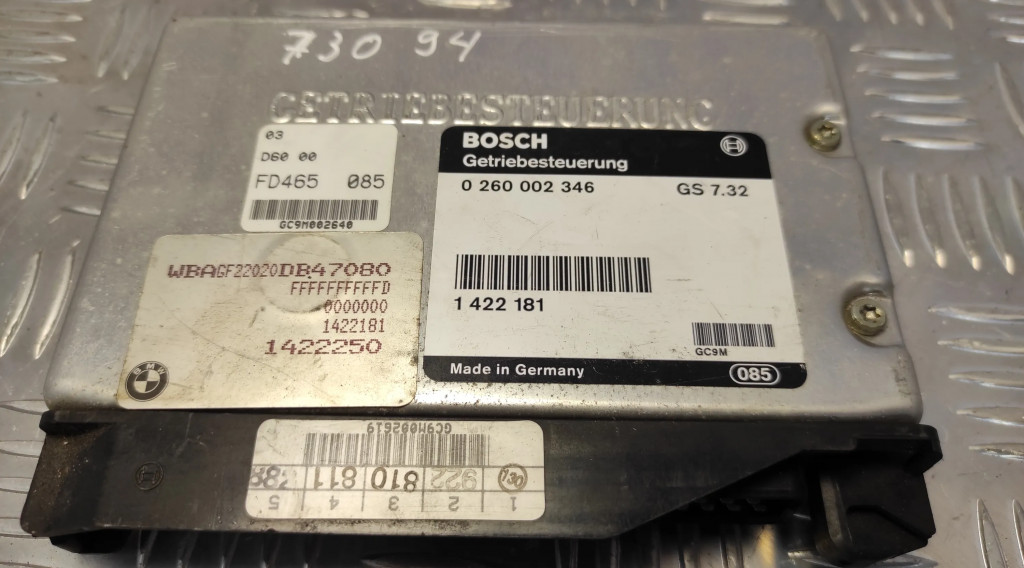 730 94
GETRIEBESTEUERUNG
03
D60 00
FD465 085
GC9M002640
BOSCH
Getriebesteuerung
0 260 002 346 GS 7.32
1 422 181
GC9M
Made in Germany 085
WBAGF22020DB47080
FFFFFFFFFFD
0000000
1422181
1422250
BMW
GC9M002619
130 922 810 811
1 2 3 4 5